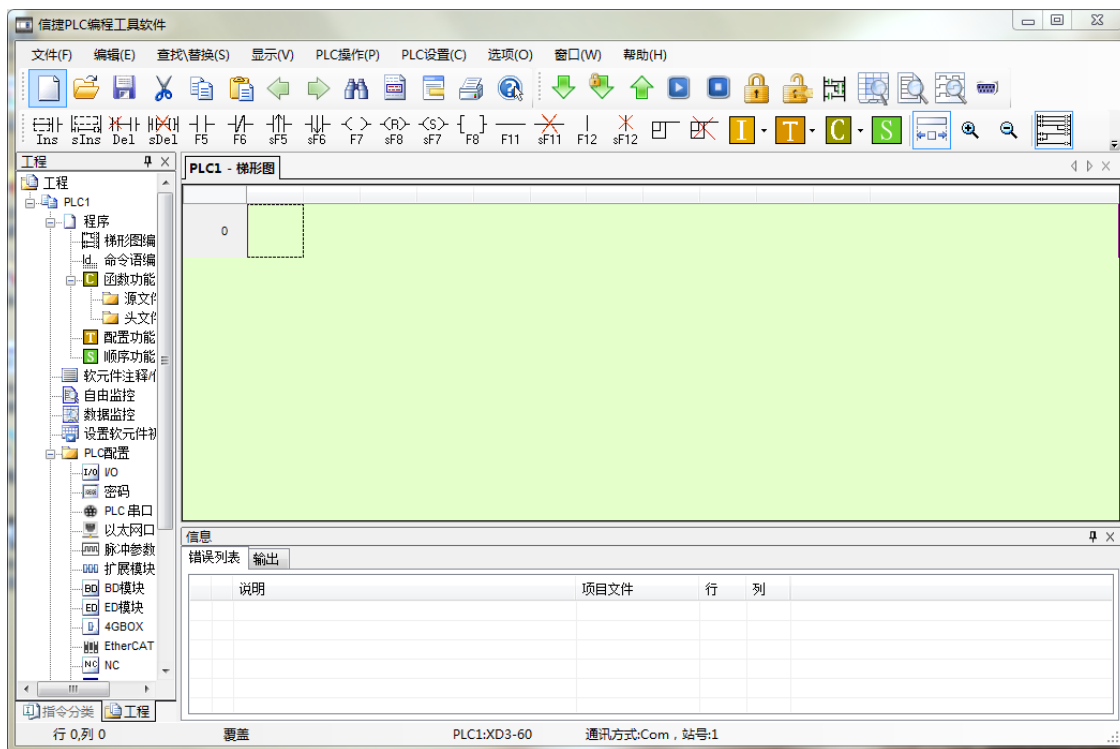 信捷PLC编程工具软件
文件(F) 编辑(E) 查找\替换(S) 显示(V) PLC操作(P) PLC设置(C) 选项(O) 窗口(W) 帮助(H)
Ins sIns Del sDel F5 F6 sF5 sF6 F7 sF8 sF7 F8 F11 sF11 F12 sF12 I T C S
工程
PLC1 - 梯形图
工程
PLC1
程序
梯形图编
命令语编
C 函数功能
源文件
头文件
T 配置功能
S 顺序功能
软元件注释/
自由监控
数据监控
设置软元件初
PLC配置
I/O I/O
密码
PLC 串口
以太网口
脉冲参数
扩展模块
BD BD模块
ED ED模块
4GBOX
EtherCAT
NC NC
指令分类 工程
0
信息
错误列表 输出
说明 项目文件 行 列
行 0,列 0 覆盖 PLC1:XD3-60 通讯方式:Com，站号:1